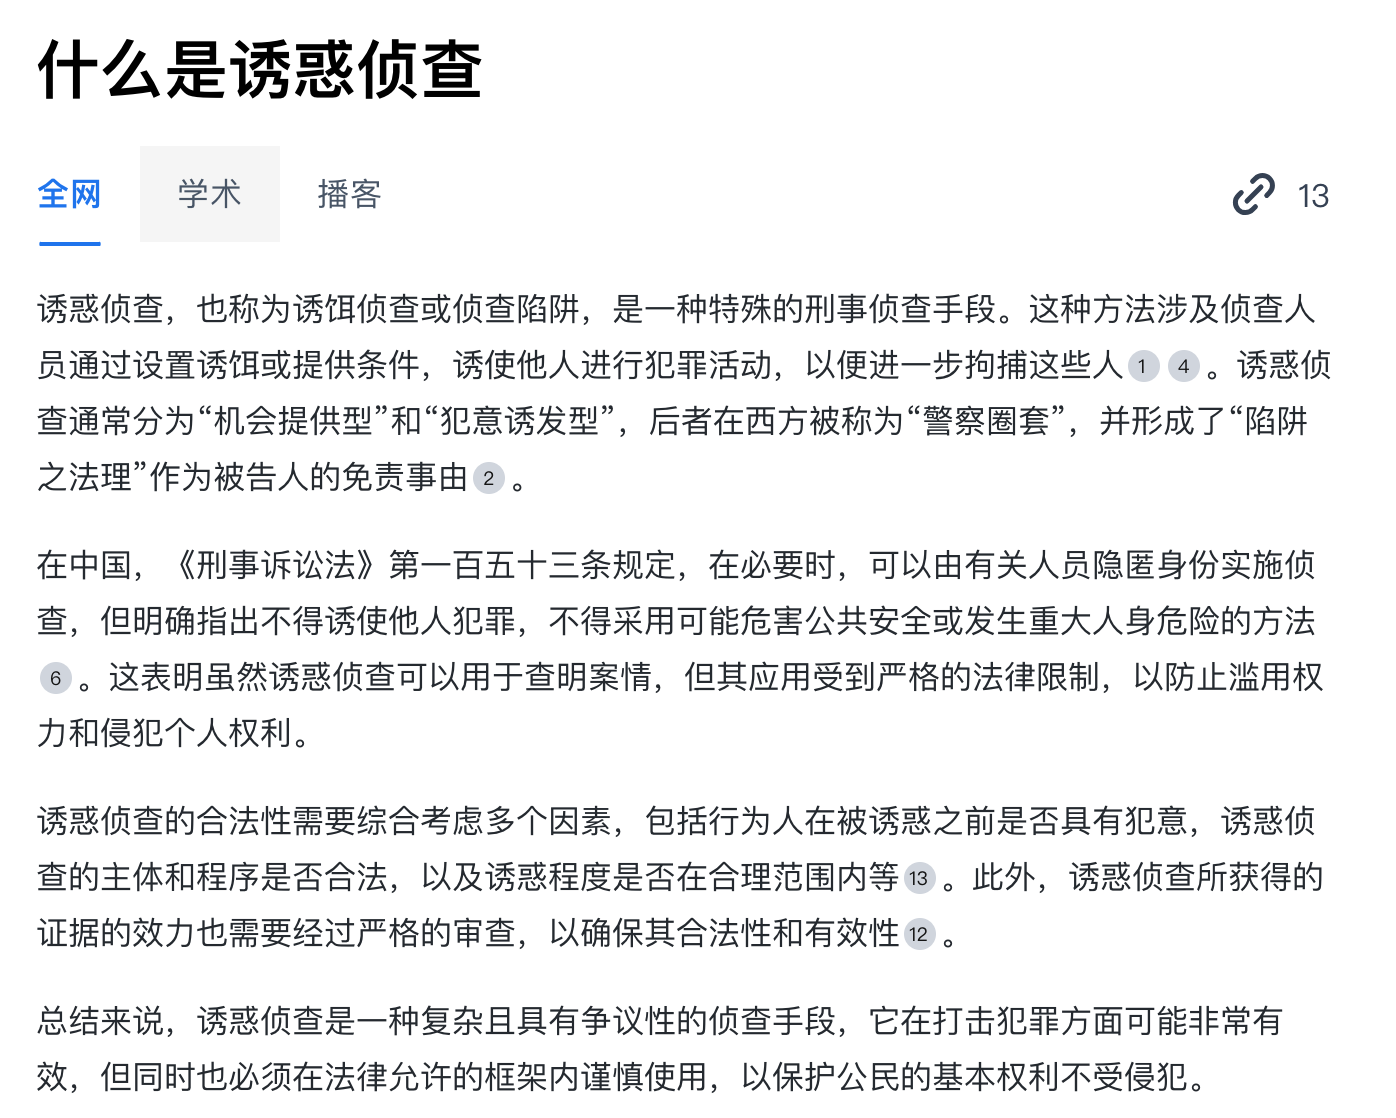 什么是诱惑侦查
全网 学术 播客 13
诱惑侦查，也称为诱饵侦查或侦查陷阱，是一种特殊的刑事侦查手段。这种方法涉及侦查人
员通过设置诱饵或提供条件，诱使他人进行犯罪活动，以便进一步拘捕这些人 1 4 。诱惑侦
查通常分为“机会提供型”和“犯意诱发型”，后者在西方被称为“警察圈套”，并形成了“陷阱
之法理”作为被告人的免责事由 2 。
在中国，《刑事诉讼法》第一百五十三条规定，在必要时，可以由有关人员隐匿身份实施侦
查，但明确指出不得诱使他人犯罪，不得采用可能危害公共安全或发生重大人身危险的方法
6 。这表明虽然诱惑侦查可以用于查明案情，但其应用受到严格的法律限制，以防止滥用权
力和侵犯个人权利。
诱惑侦查的合法性需要综合考虑多个因素，包括行为人在被诱惑之前是否具有犯意，诱惑侦
查的主体和程序是否合法，以及诱惑程度是否在合理范围内等 13 。此外，诱惑侦查所获得的
证据的效力也需要经过严格的审查，以确保其合法性和有效性 12 。
总结来说，诱惑侦查是一种复杂且具有争议性的侦查手段，它在打击犯罪方面可能非常有
效，但同时也必须在法律允许的框架内谨慎使用，以保护公民的基本权利不受侵犯。